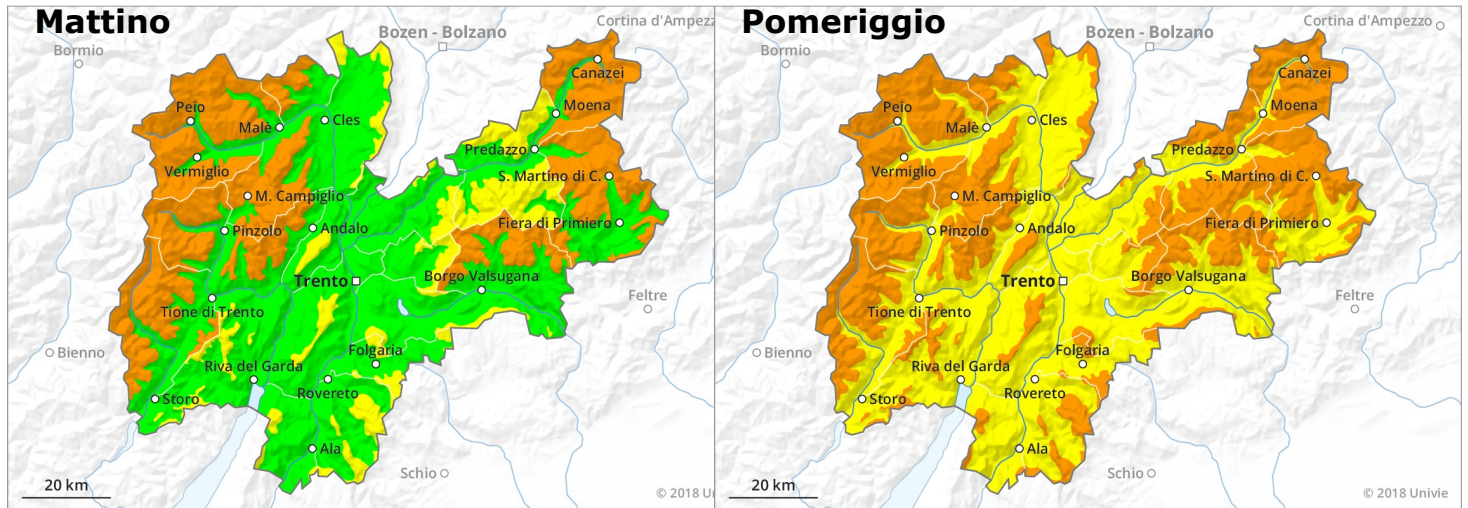 Mattino
Cortina d'Ampez
Bozen - Bolzano
Bormio
Canazei
Peio
Moena
Malè
Cles
Predazzo
Vermiglio
S. Martino di C.
M. Campiglio
Fiera di Primiero
Pinzolo
Andalo
Borgo Valsugana
Trento
Feltre
Tione di Trento
Bienno
Folgaria
Riva del Garda
Rovereto
Storo
Ala
Schio
20 km
© 2018 Un
Pomeriggio
Cortina d'Ampezzo
Bozen - Bolzano
Bormio
Canazei
Peio
Moena
Malè
Cles
Predazzo
Vermiglio
S. Martino di C.
M. Campiglio
Fiera di Primiero
Pinzolo
Andalo
Borgo Valsugana
Trento
Feltre
Tione di Trento
Bienno
Folgaria
Riva del Garda
Rovereto
Storo
Ala
Schio
20 km
© 2018 Univie